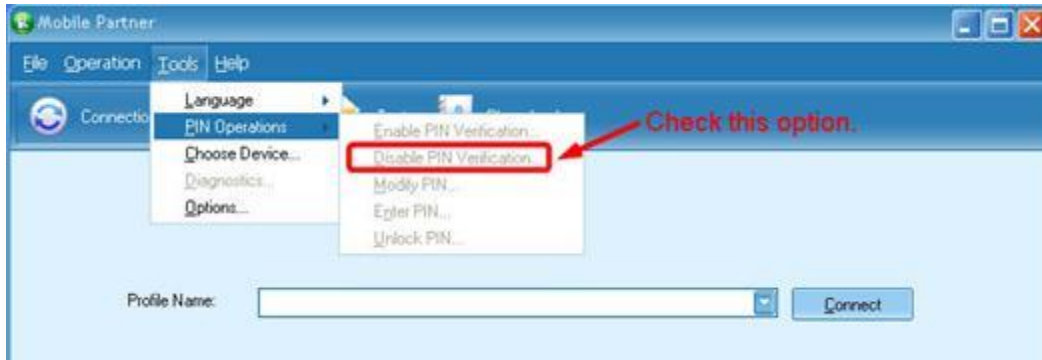 Mobile Partner
File Operation Tools Help
Connectio
Language
PIN Operations
Choose Device...
Diagnostics...
Options...
Enable PIN Verification...
Disable PIN Verification
Modify PIN...
Enter PIN...
Unlock PIN...
Check this option.
Profile Name:
Connect